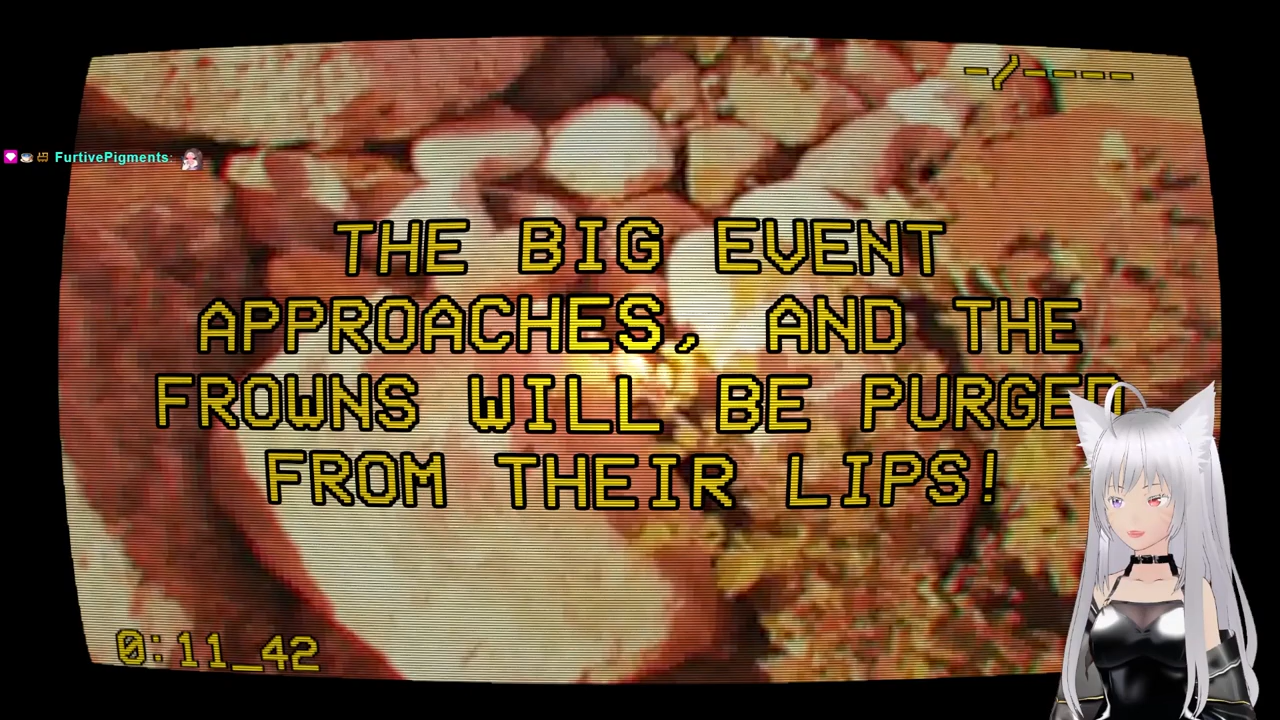 -/----
FurtivePigments:
THE BIG EVENT
APPROACHES, AND THE
FROWNS WILL BE PURGED
FROM THEIR LIPS!
0:11_42